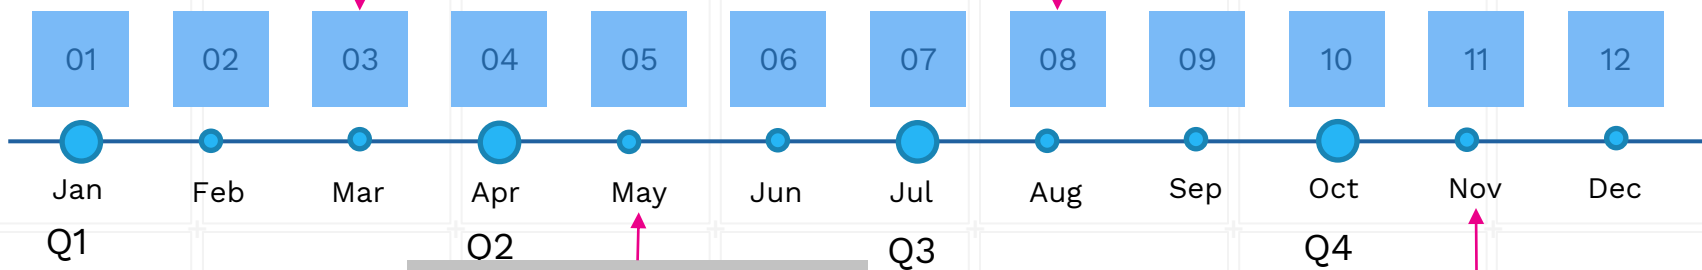 01 02 03 04 05 06 07 08 09 10 11 12
Jan Feb Mar Apr May Jun Jul Aug Sep Oct Nov Dec
Q1 Q2 Q3 Q4